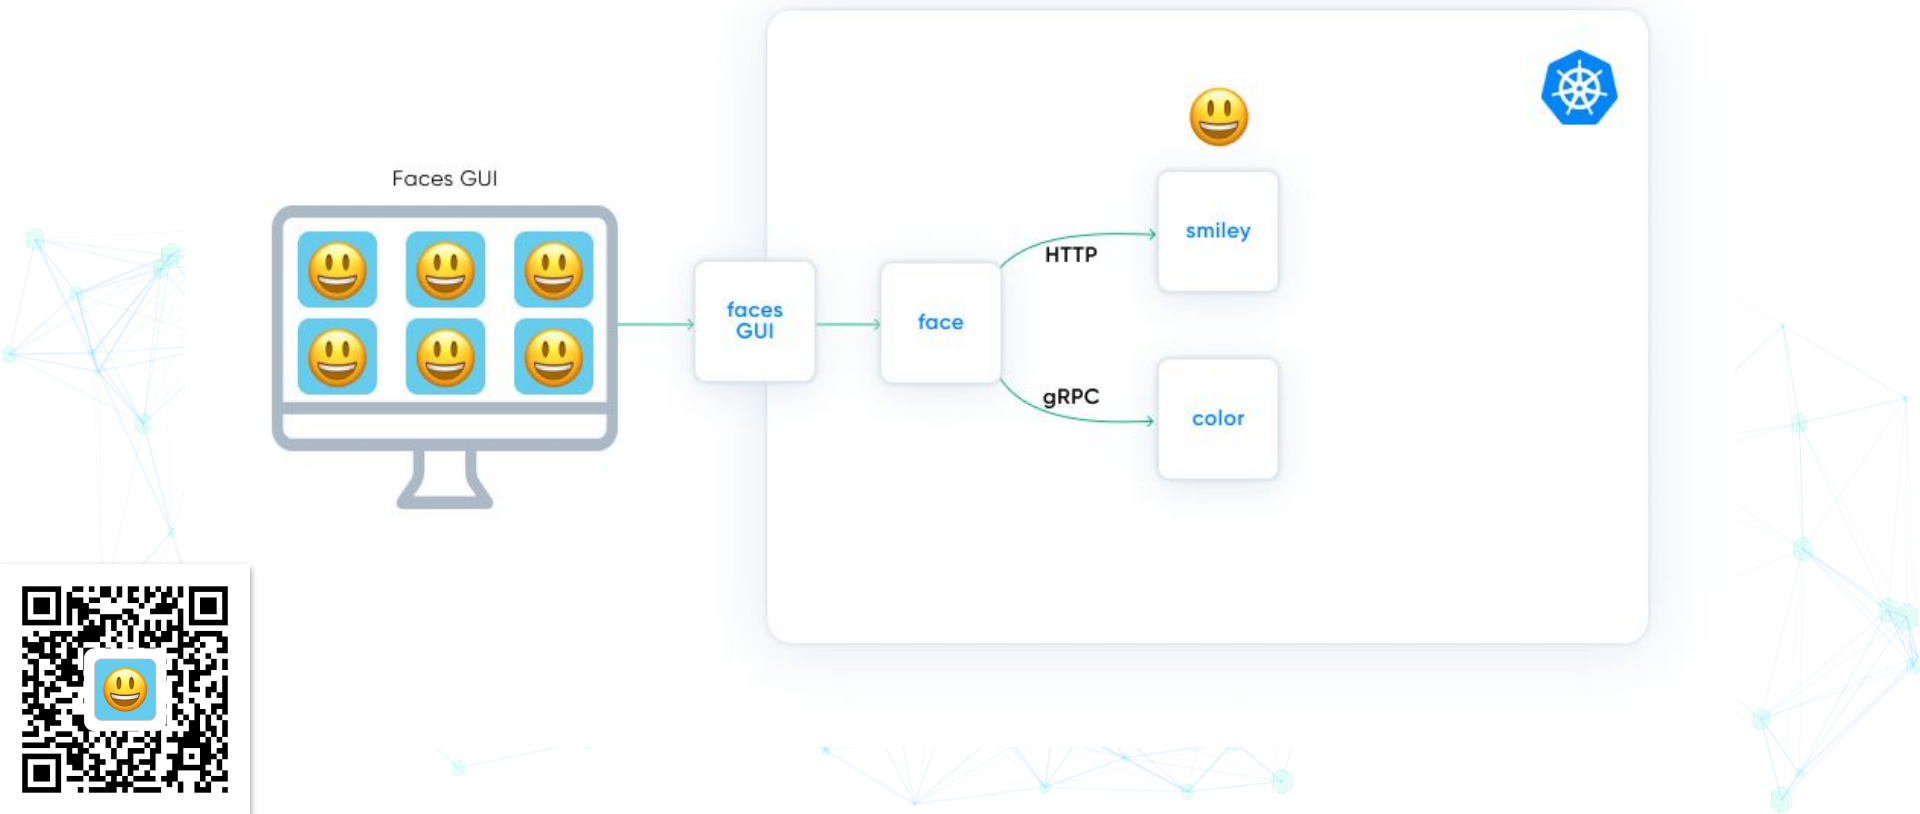 Faces GUI
faces
GUI
face
HTTP
gRPC
smiley
color